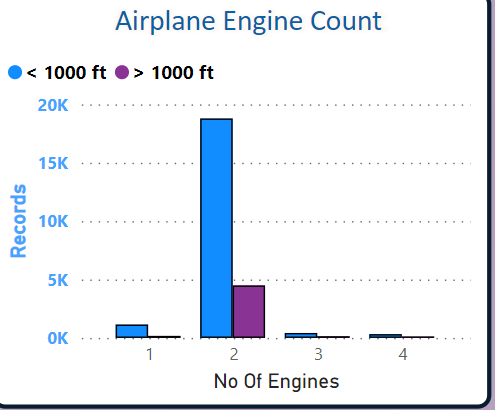 Airplane Engine Count
< 1000 ft > 1000 ft
20K
15K
10K
5K
0K
Records
1 2 3 4
No Of Engines